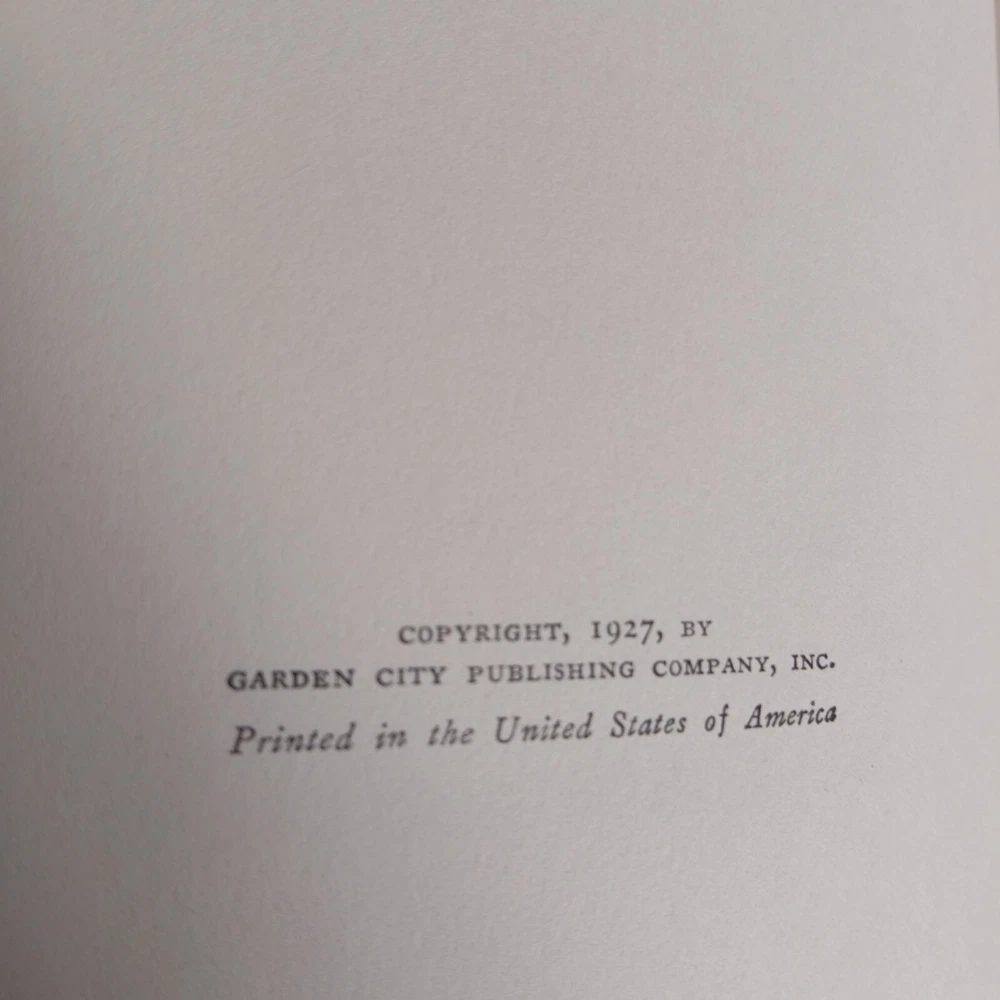 COPYRIGHT, 1927, BY
GARDEN CITY PUBLISHING COMPANY, INC.
Printed in the United States of America